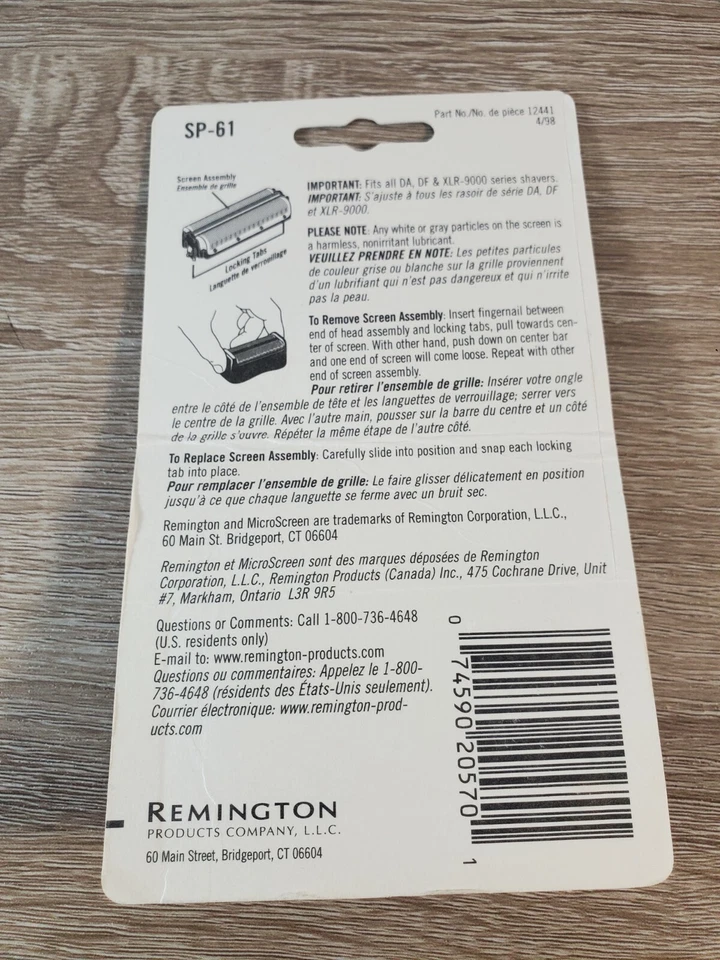 SP-61
Part No./No. de pièce 12441
4/98
Screen Assembly
Ensemble de grille
Locking Tabs
Languette de verrouillage
IMPORTANT: Fits all DA, DF & XLR-9000 series shavers.
IMPORTANT: S'ajuste à tous les rasoir de série DA, DF
et XLR-9000.
PLEASE NOTE: Any white or gray particles on the screen is
a harmless, nonirritant lubricant.
VEUILLEZ PRENDRE EN NOTE: Les petites particules
de couleur grise ou blanche sur la grille proviennent
d'un lubrifiant qui n'est pas dangereux et qui n'irrite
pas la peau.
To Remove Screen Assembly: Insert fingernail between
end of head assembly and locking tabs, pull towards cen-
ter of screen. With other hand, push down on center bar
and one end of screen will come loose. Repeat with other
end of screen assembly.
Pour retirer l'ensemble de grille: Insérer votre ongle
entre le côté de l'ensemble de tête et les languettes de verrouillage; serrer vers
le centre de la grille. Avec l'autre main, pousser sur la barre du centre et un côté
de la grille s'ouvre. Répéter la même étape de l'autre côté.
To Replace Screen Assembly: Carefully slide into position and snap each locking
tab into place.
Pour remplacer l'ensemble de grille: Le faire glisser délicatement en position
jusqu'à ce que chaque languette se ferme avec un bruit sec.
Remington and MicroScreen are trademarks of Remington Corporation, L.L.C.,
60 Main St. Bridgeport, CT 06604
Remington et MicroScreen sont des marques déposées de Remington
Corporation, L.L.C., Remington Products (Canada) Inc., 475 Cochrane Drive, Unit
#7, Markham, Ontario L3R 9R5
Questions or Comments: Call 1-800-736-4648
(U.S. residents only)
E-mail to: www.remington-products.com
Questions ou commentaires: Appelez le 1-800-
736-4648 (résidents des États-Unis seulement).
Courrier électronique: www.remington-prod-
ucts.com
0 74590 20570 1
REMINGTON
PRODUCTS COMPANY, L.L.C.
60 Main Street, Bridgeport, CT 06604